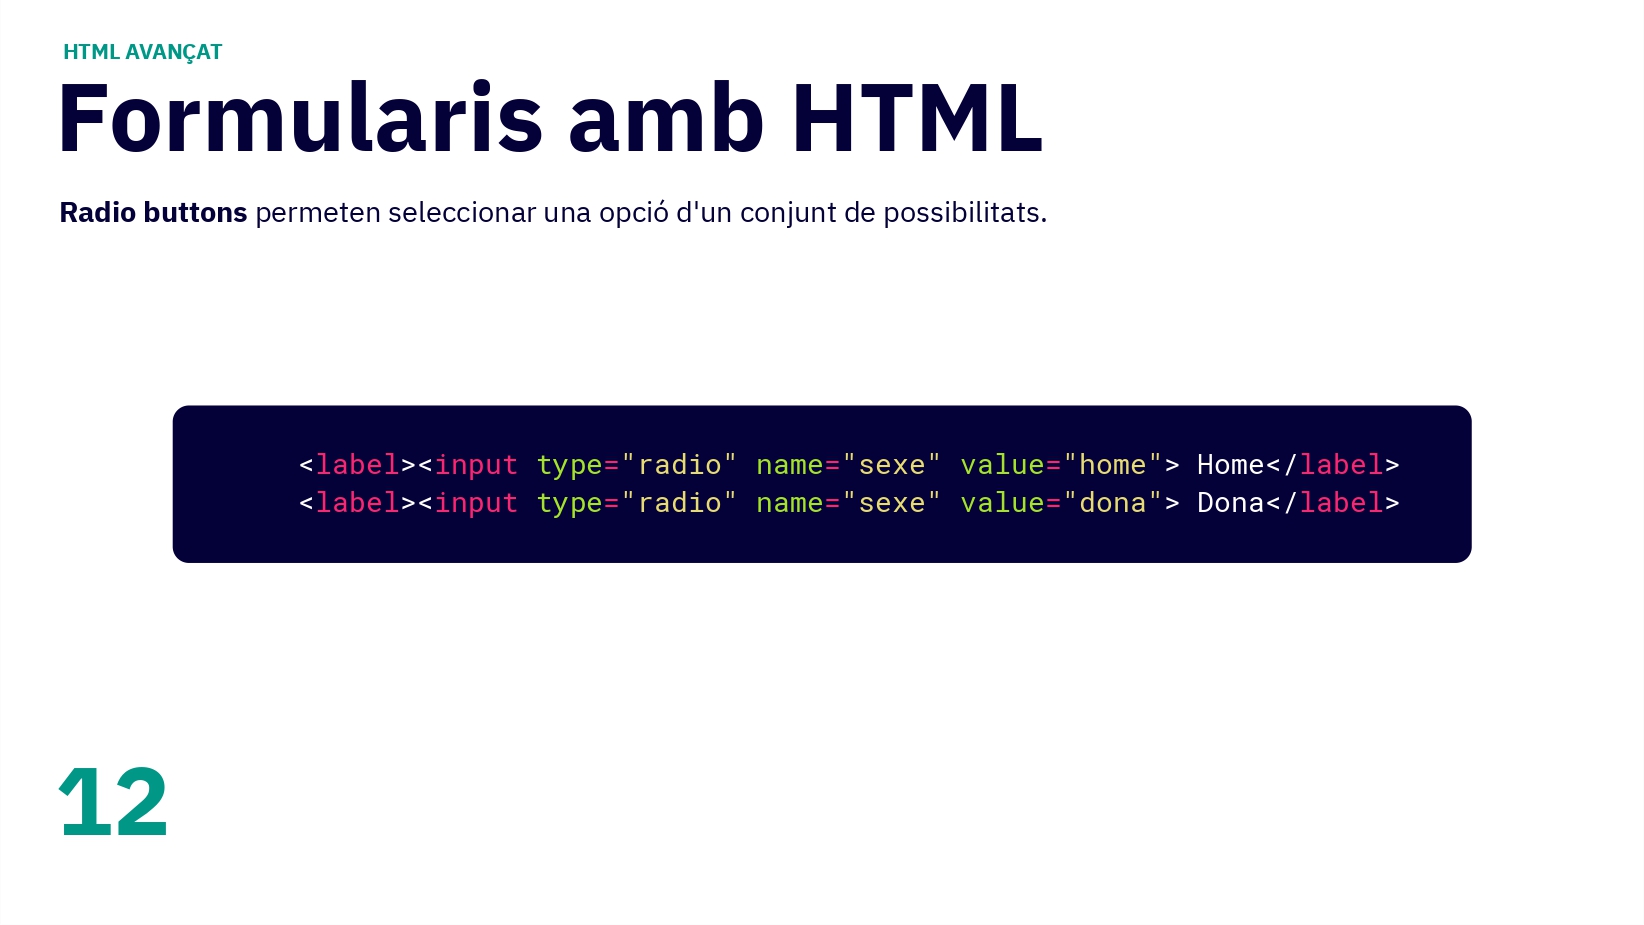 HTML AVANÇAT
Formularis amb HTML
Radio buttons permeten seleccionar una opció d'un conjunt de possibilitats.
<label><input type="radio" name="sexe" value="home"> Home</label>
<label><input type="radio" name="sexe" value="dona"> Dona</label>
12